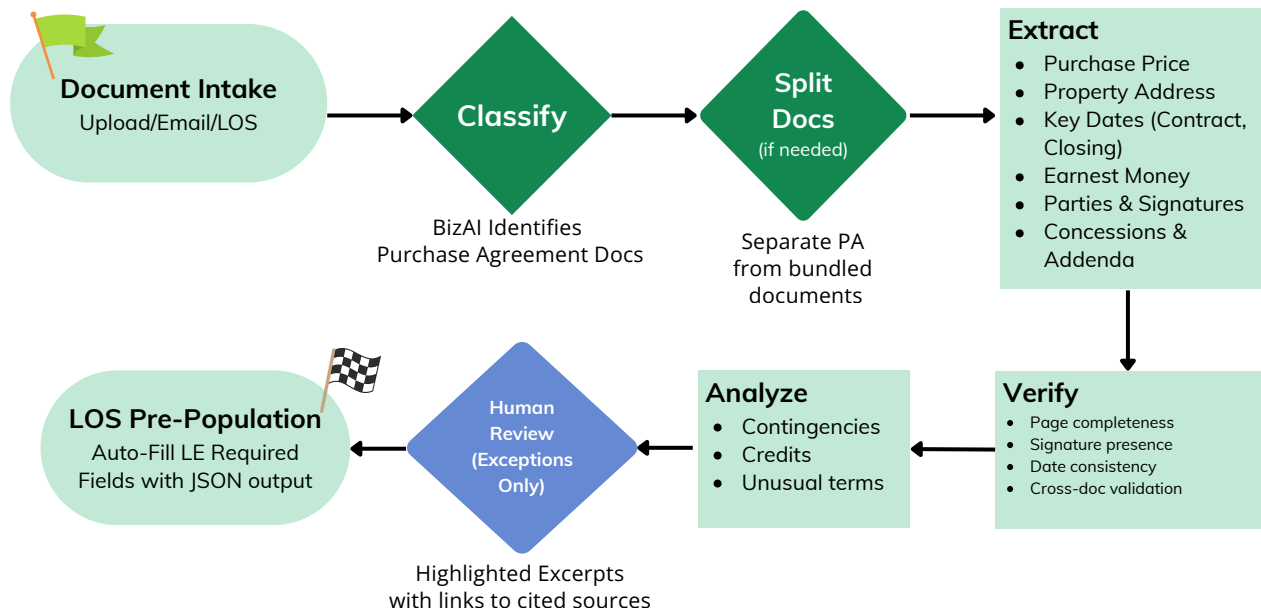 Document Intake
Upload/Email/LOS
Classify
BizAI Identifies
Purchase Agreement Docs
Split
Docs
(if needed)
Separate PA
from bundled
documents
Extract
• Purchase Price
• Property Address
• Key Dates (Contract,
Closing)
• Earnest Money
• Parties & Signatures
• Concessions &
Addenda
Verify
• Page completeness
• Signature presence
• Date consistency
• Cross-doc validation
Analyze
• Contingencies
• Credits
• Unusual terms
Human
Review
(Exceptions
Only)
Highlighted Excerpts
with links to cited sources
LOS Pre-Population
Auto-Fill LE Required
Fields with JSON output